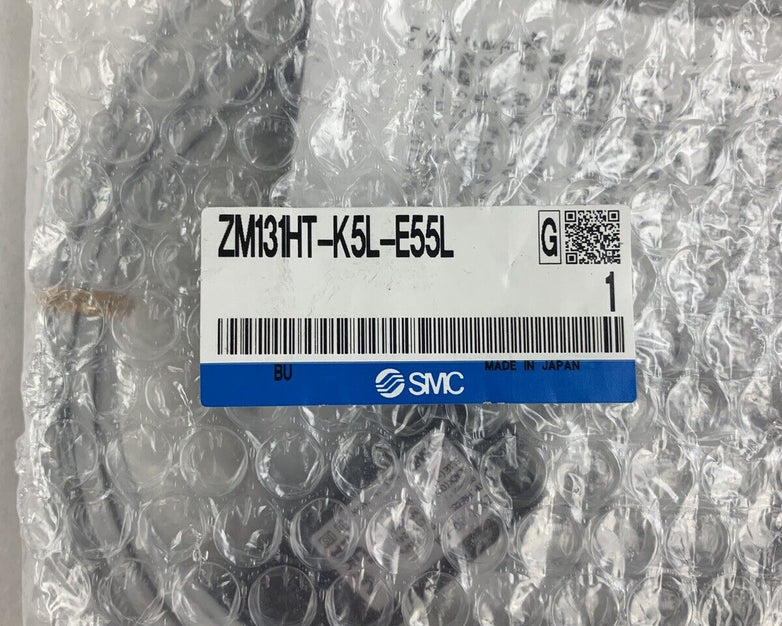 ZM131HT-K5L-E55L
G
1
BU
MADE IN JAPAN
SMC